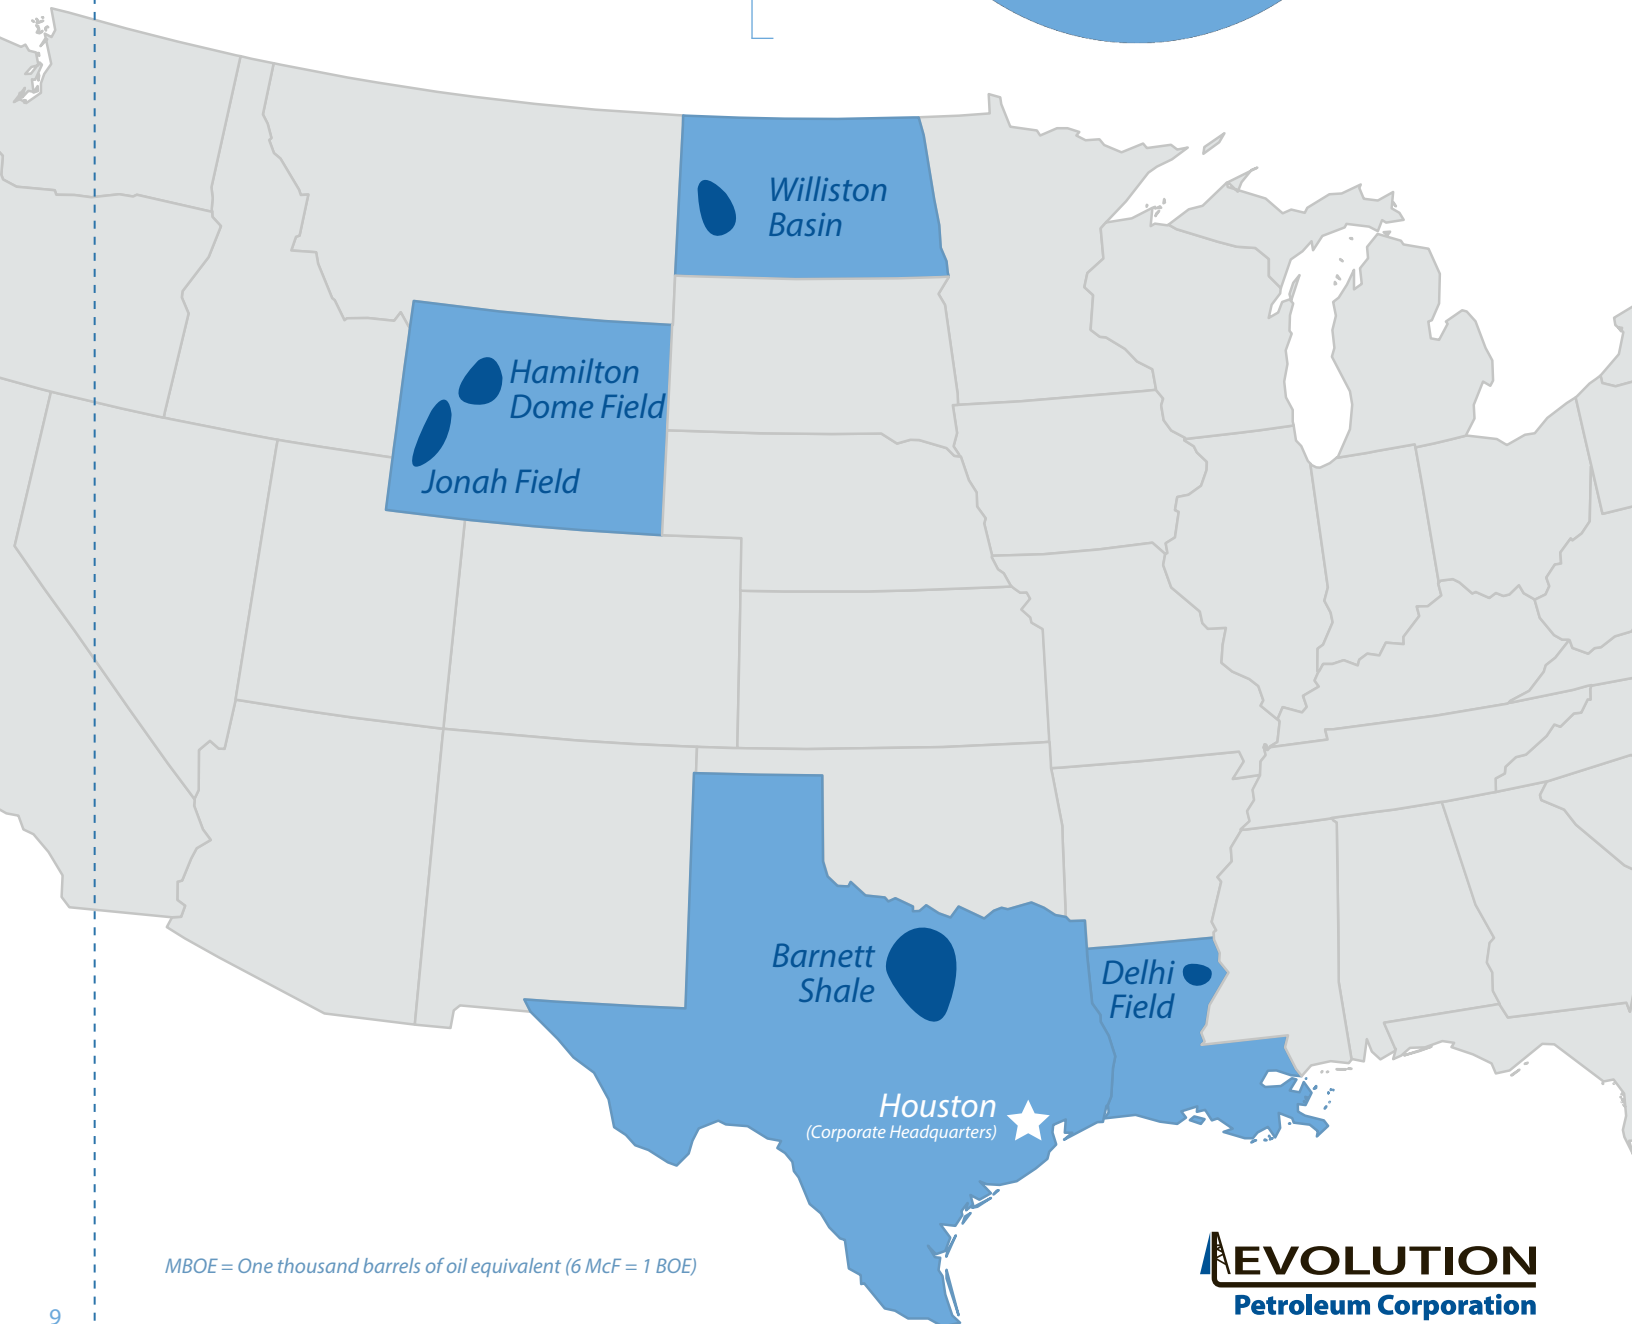 Williston
Basin
Hamilton
Dome Field
Jonah Field
Barnett
Shale
Delhi
Field
Houston
(Corporate Headquarters)
MBOE = One thousand barrels of oil equivalent (6 McF = 1 BOE)
EVOLUTION
Petroleum Corporation
9